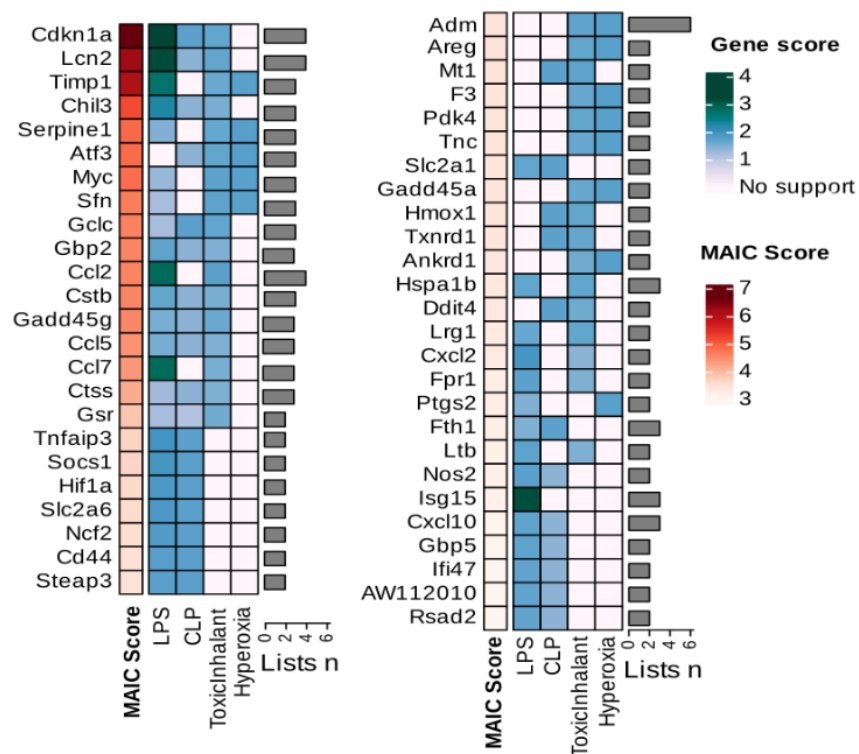 Cdkn1a
Lcn2
Timp1
Chil3
Serpine1
Atf3
Myc
Sfn
Gclc
Gbp2
Ccl2
Cstb
Gadd45g
Ccl5
Ccl7
Ctss
Gsr
Tnfaip3
Socs1
Hif1a
Slc2a6
Ncf2
Cd44
Steap3
MAIC Score
LPS
CLP
ToxicInhalant
Hyperoxia
0 2 4 6
Lists n
Adm
Areg
Mt1
F3
Pdk4
Tnc
Slc2a1
Gadd45a
Hmox1
Txnrd1
Ankrd1
Hspa1b
Ddit4
Lrg1
Cxcl2
Fpr1
Ptgs2
Fth1
Ltb
Nos2
Isg15
Cxcl10
Gbp5
Ifi47
AW112010
Rsad2
MAIC Score
LPS
CLP
ToxicInhalant
Hyperoxia
0 2 4 6
Lists n
Gene score
4
3
2
1
No support
MAIC Score
7
6
5
4
3